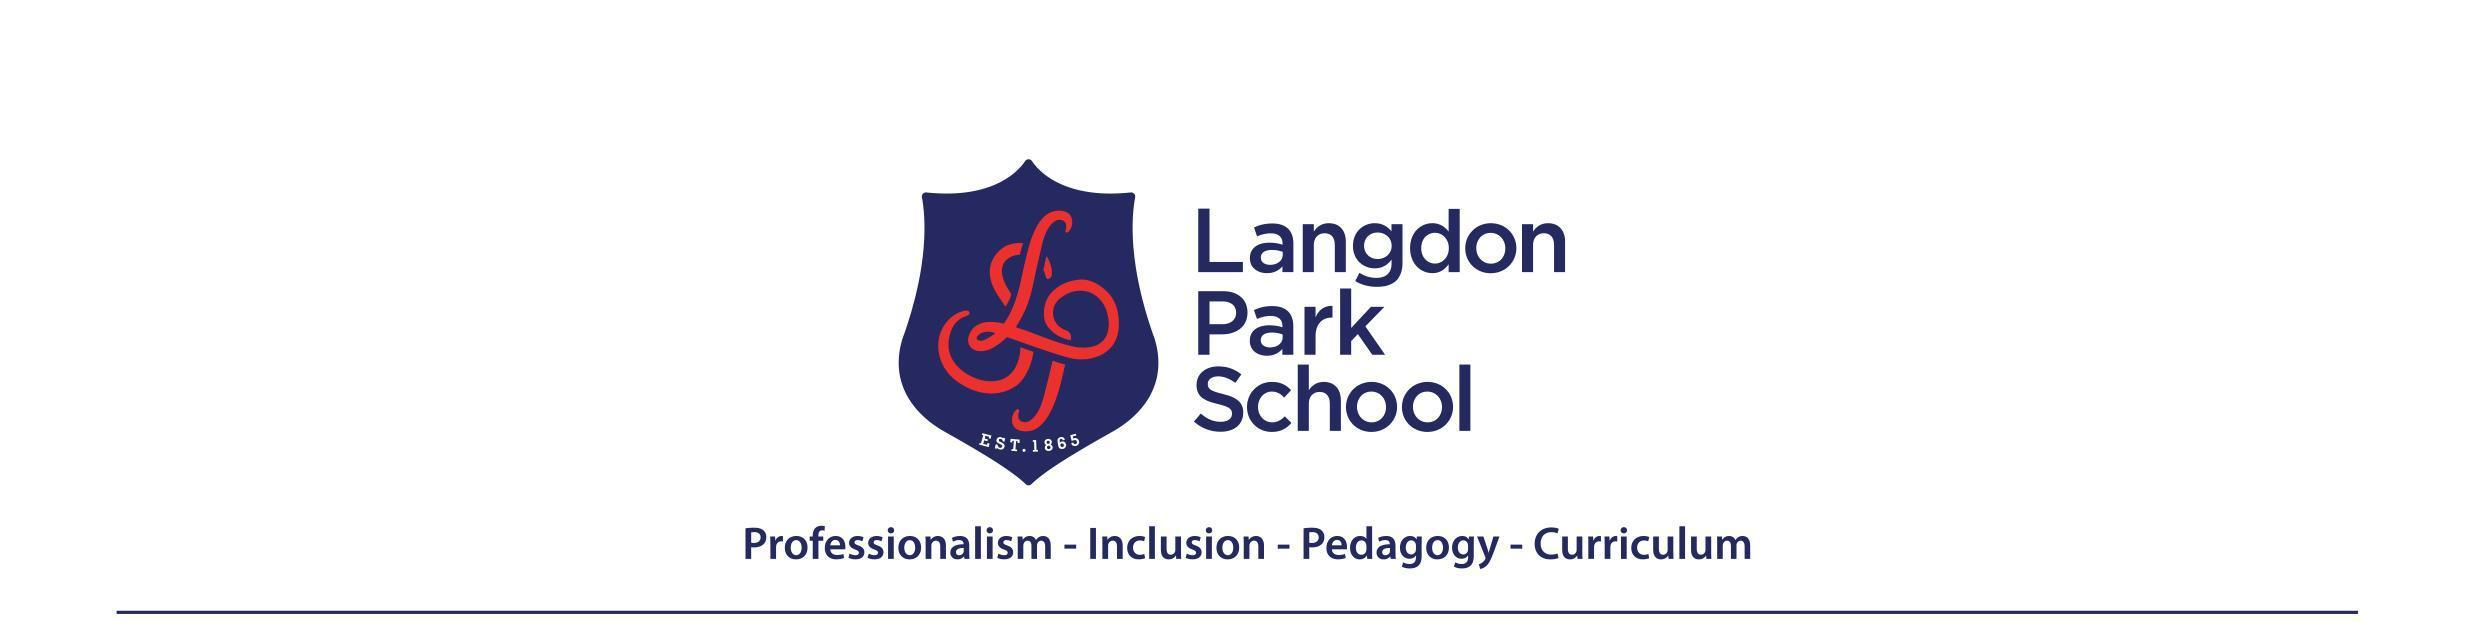 Langdon
Park
School
EST.1865
Professionalism - Inclusion - Pedagogy - Curriculum